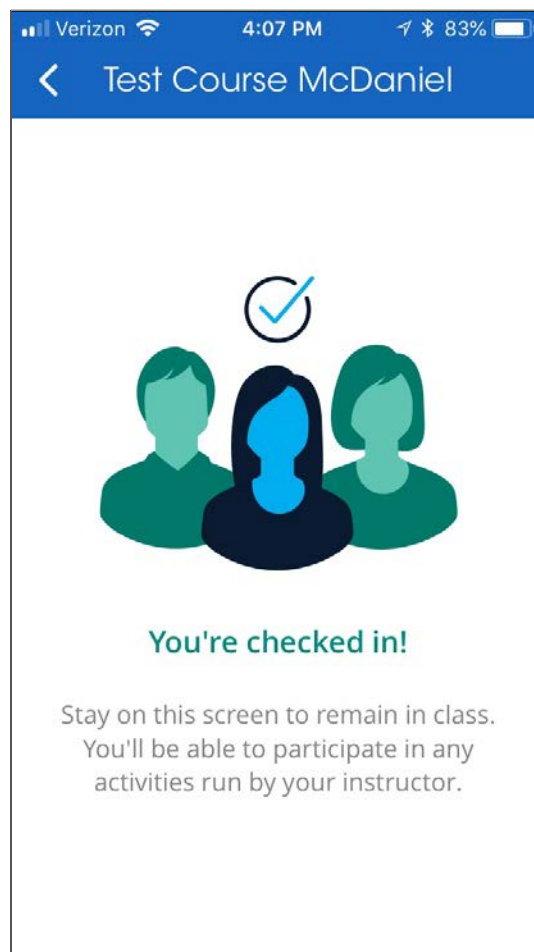 Verizon 4:07 PM 83%
Test Course McDaniel
You're checked in!
Stay on this screen to remain in class.
You'll be able to participate in any
activities run by your instructor.